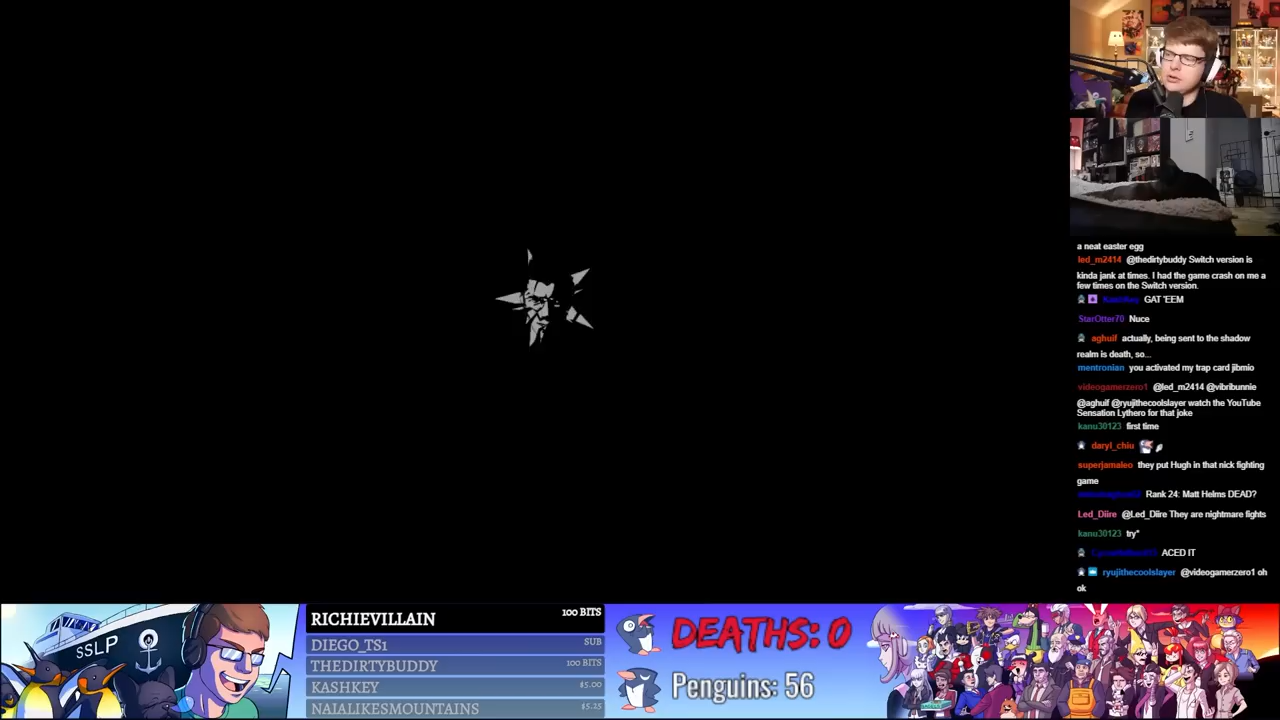 a neat easter egg
led_m2414 @thedirtybuddy Switch version is
kinda jank at times. I had the game crash on me a
few times on the Switch version.
KashKey GAT 'EEM
StarOtter70 Nuce
aghuif actually, being sent to the shadow
realm is death, so...
mentronian you activated my trap card jibmio
videogamerzero1 @led_m2414 @vibribunnie
@aghuif @ryujithecoolslayer watch the YouTube
Sensation Lythero for that joke
kanu30123 first time
daryl_chiu
superjamaleo they put Hugh in that nick fighting
game
Rank 24: Matt Helms DEAD?
Led_Diire @Led_Diire They are nightmare fights
kanu30123 try*
ACED IT
ryujithecoolslayer @videogamerzero1 oh
ok
SSLP
RICHIEVILLAIN 100 BITS
DIEGO_TS1 SUB
THEDIRTYBUDDY 100 BITS
KASHKEY $5.00
NAIALIKESMOUNTAINS $5.25
DEATHS: 0
Penguins: 56